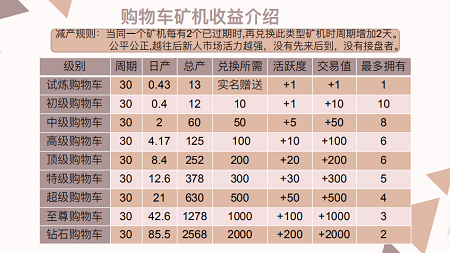 购物车矿机收益介绍
减产规则：当同一个矿机每有2个已过期时,再兑换此类型矿机时周期增加2天。
公平公正,越往后新人市场活力越强，没有先来后到，没有接盘者。
级别 周期 日产 总产 兑换所需 活跃度 交易值 最多拥有
试炼购物车 30 0.43 13 实名赠送 +1 +1 1
初级购物车 30 0.4 12 10 +1 +10 10
中级购物车 30 2 60 50 +5 +50 8
高级购物车 30 4.17 125 100 +10 +100 6
顶级购物车 30 8.4 252 200 +20 +200 6
特级购物车 30 12.6 378 300 +30 +300 5
超级购物车 30 21 630 500 +50 +500 4
至尊购物车 30 42.6 1278 1000 +100 +1000 3
钻石购物车 30 85.5 2568 2000 +200 +2000 2